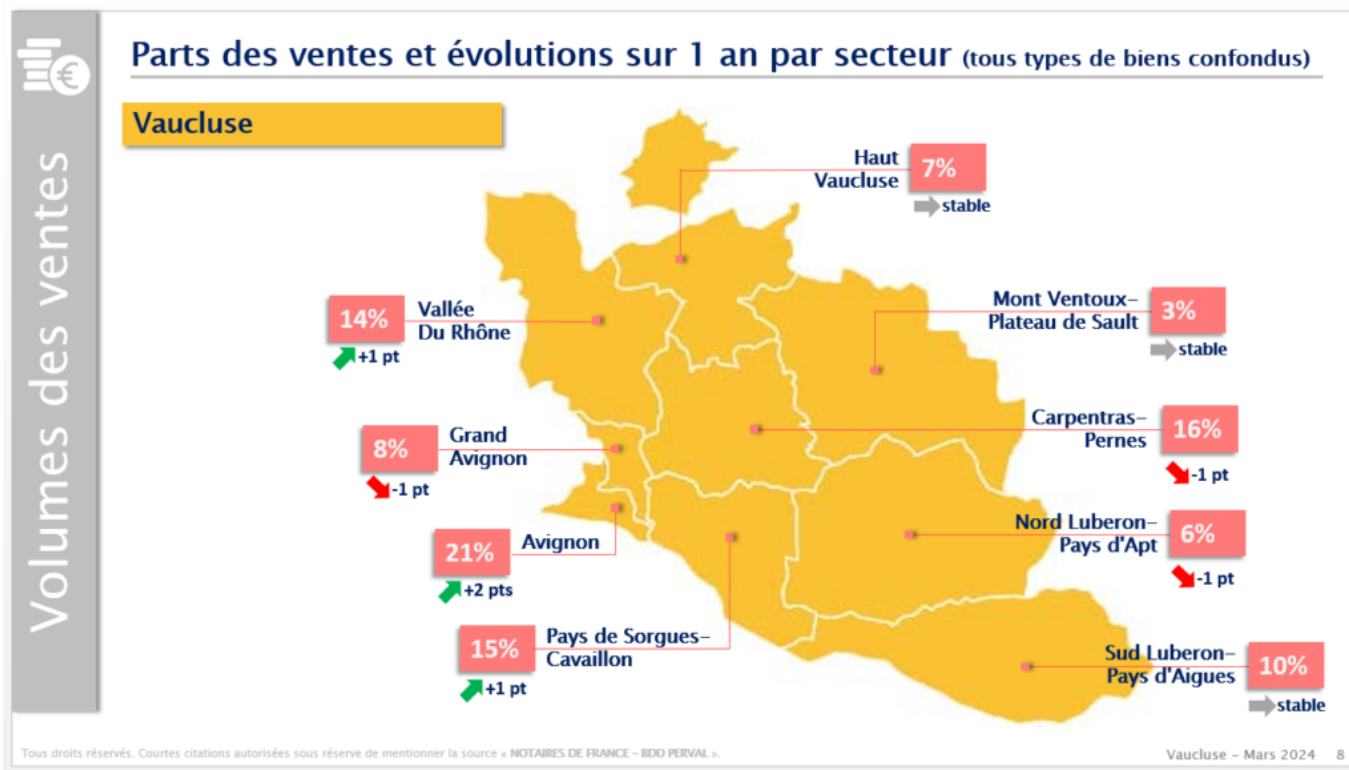 Volumes des ventes
€
Parts des ventes et évolutions sur 1 an par secteur (tous types de biens confondus)
Vaucluse
Haut
Vaucluse
7%
stable
Vallée
Du Rhône
14%
+1 pt
Mont Ventoux–
Plateau de Sault
3%
stable
Grand
Avignon
8%
-1 pt
Carpentras–
Pernes
16%
-1 pt
Avignon
21%
+2 pts
Nord Luberon–
Pays d'Apt
6%
-1 pt
Pays de Sorgues–
Cavaillon
15%
+1 pt
Sud Luberon–
Pays d'Aigues
10%
stable
Tous droits réservés. Courtes citations autorisées sous réserve de mentionner la source « NOTAIRES DE FRANCE – BDD PERVAL ».
Vaucluse – Mars 2024 8